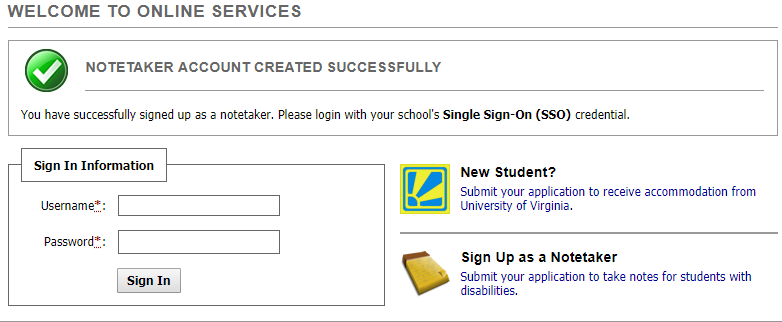 WELCOME TO ONLINE SERVICES
NOTETAKER ACCOUNT CREATED SUCCESSFULLY
You have successfully signed up as a notetaker. Please login with your school's Single Sign-On (SSO) credential.
Sign In Information
Username*:
Password*:
Sign In
New Student?
Submit your application to receive accommodation from
University of Virginia.
Sign Up as a Notetaker
Submit your application to take notes for students with
disabilities.